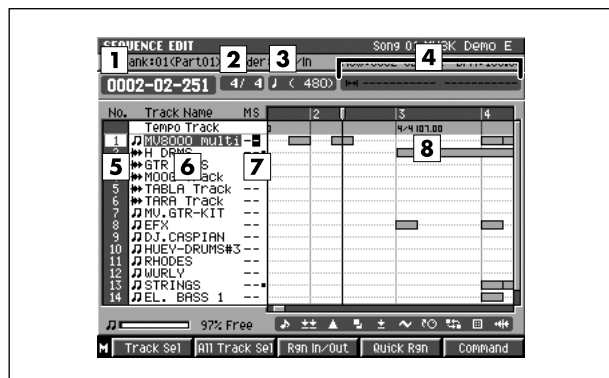 SEQUENCE EDIT Song 01 MV8K Demo E
1 2 3 4
ank:01(Part01) der: /In
0002-02-251 4/ 4 ( 480)
No. Track Name MS 2 3 4
Tempo Track 4/4 107.00
1 MV8000 multi -
5 6 7 8
H DRMS
GTR S
MOOG ack
5 TABLA Track --
6 TARA Track --
7 MV.GTR-KIT --
8 EFX --
9 DJ.CASPIAN --
10 HUEY-DRUMS#3 --
11 RHODES --
12 WURLY --
13 STRINGS --
14 EL. BASS 1 --
97% Free
M Track Sel All Track Sel Rgn In/Out Quick Rgn Command